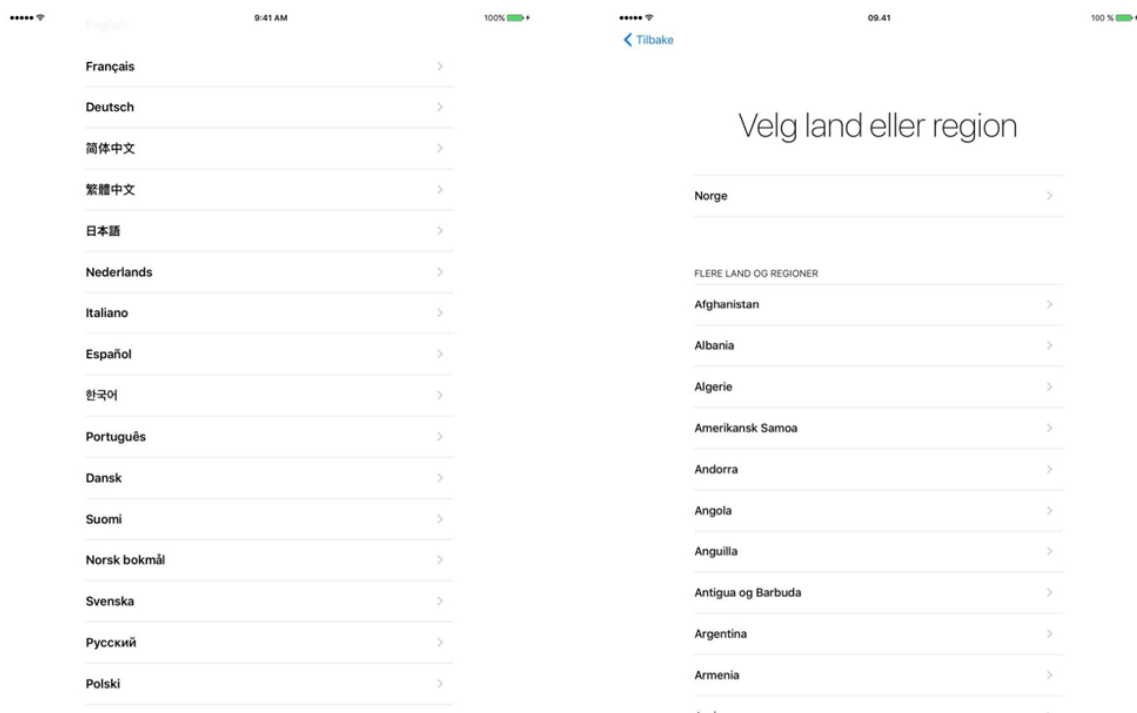 9:41 AM
100%
English
Français
Deutsch
简体中文
繁體中文
日本語
Nederlands
Italiano
Español
한국어
Português
Dansk
Suomi
Norsk bokmål
Svenska
Русский
Polski
09.41
100 %
Tilbake
Velg land eller region
Norge
FLERE LAND OG REGIONER
Afghanistan
Albania
Algerie
Amerikansk Samoa
Andorra
Angola
Anguilla
Antigua og Barbuda
Argentina
Armenia